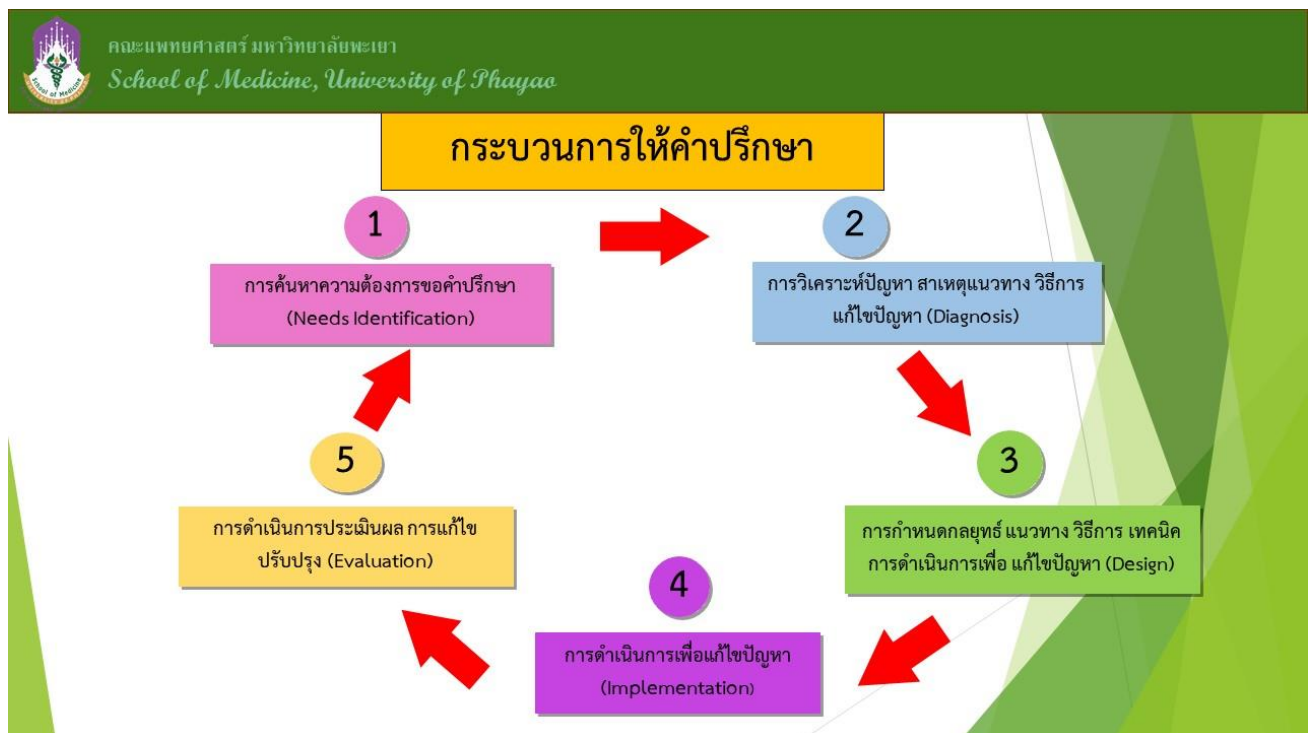 คณะแพทยศาสตร์ มหาวิทยาลัยพะเยา
School of Medicine, University of Phayao
กระบวนการให้คำปรึกษา
1
การค้นหาความต้องการขอคำปรึกษา
(Needs Identification)
2
การวิเคราะห์ปัญหา สาเหตุแนวทาง วิธีการ
แก้ไขปัญหา (Diagnosis)
3
การกำหนดกลยุทธ์ แนวทาง วิธีการ เทคนิค
การดำเนินการเพื่อ แก้ไขปัญหา (Design)
4
การดำเนินการเพื่อแก้ไขปัญหา
(Implementation)
5
การดำเนินการประเมินผล การแก้ไข
ปรับปรุง (Evaluation)